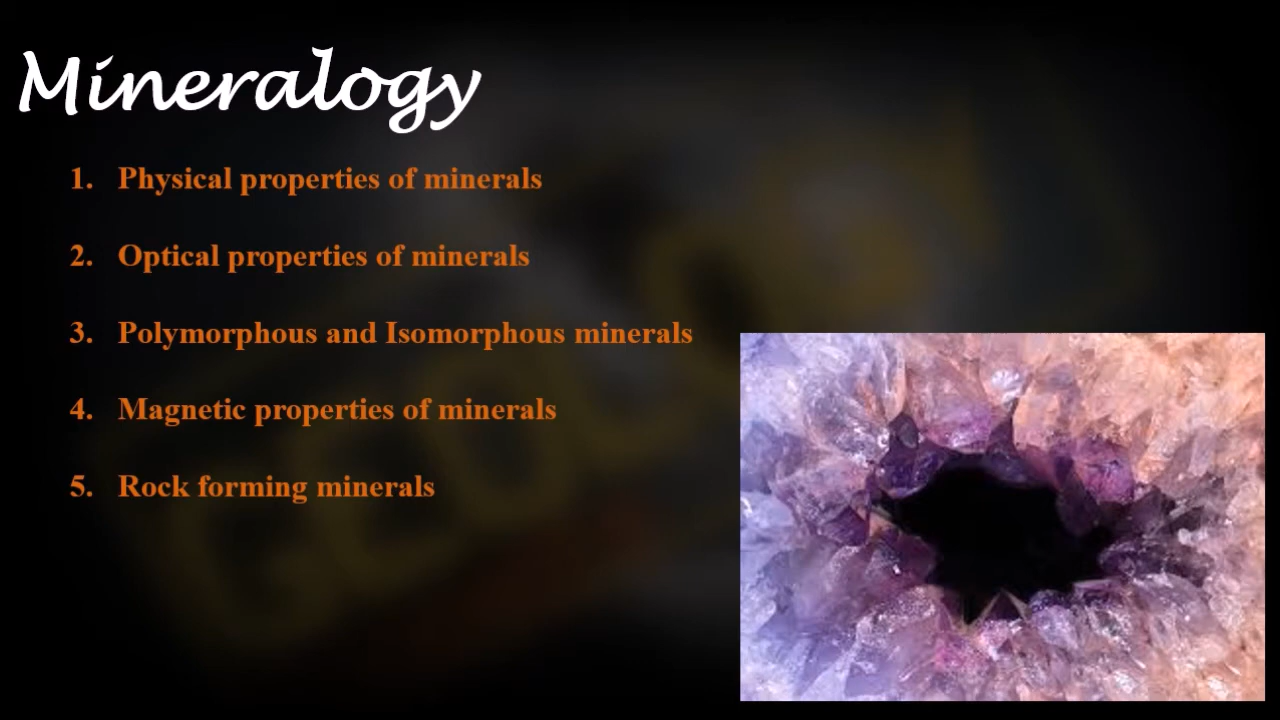 Mineralogy
1. Physical properties of minerals
2. Optical properties of minerals
3. Polymorphous and Isomorphous minerals
4. Magnetic properties of minerals
5. Rock forming minerals